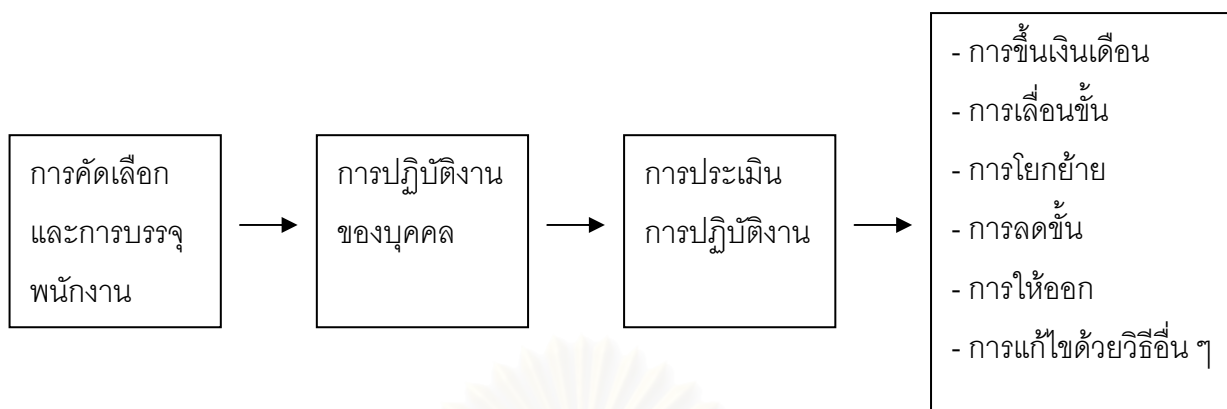 การคัดเลือก
และการบรรจุ
พนักงาน
การปฏิบัติงาน
ของบุคคล
การประเมิน
การปฏิบัติงาน
- การขึ้นเงินเดือน
- การเลื่อนขั้น
- การโยกย้าย
- การลดขั้น
- การให้ออก
- การแก้ไขด้วยวิธีอื่น ๆ